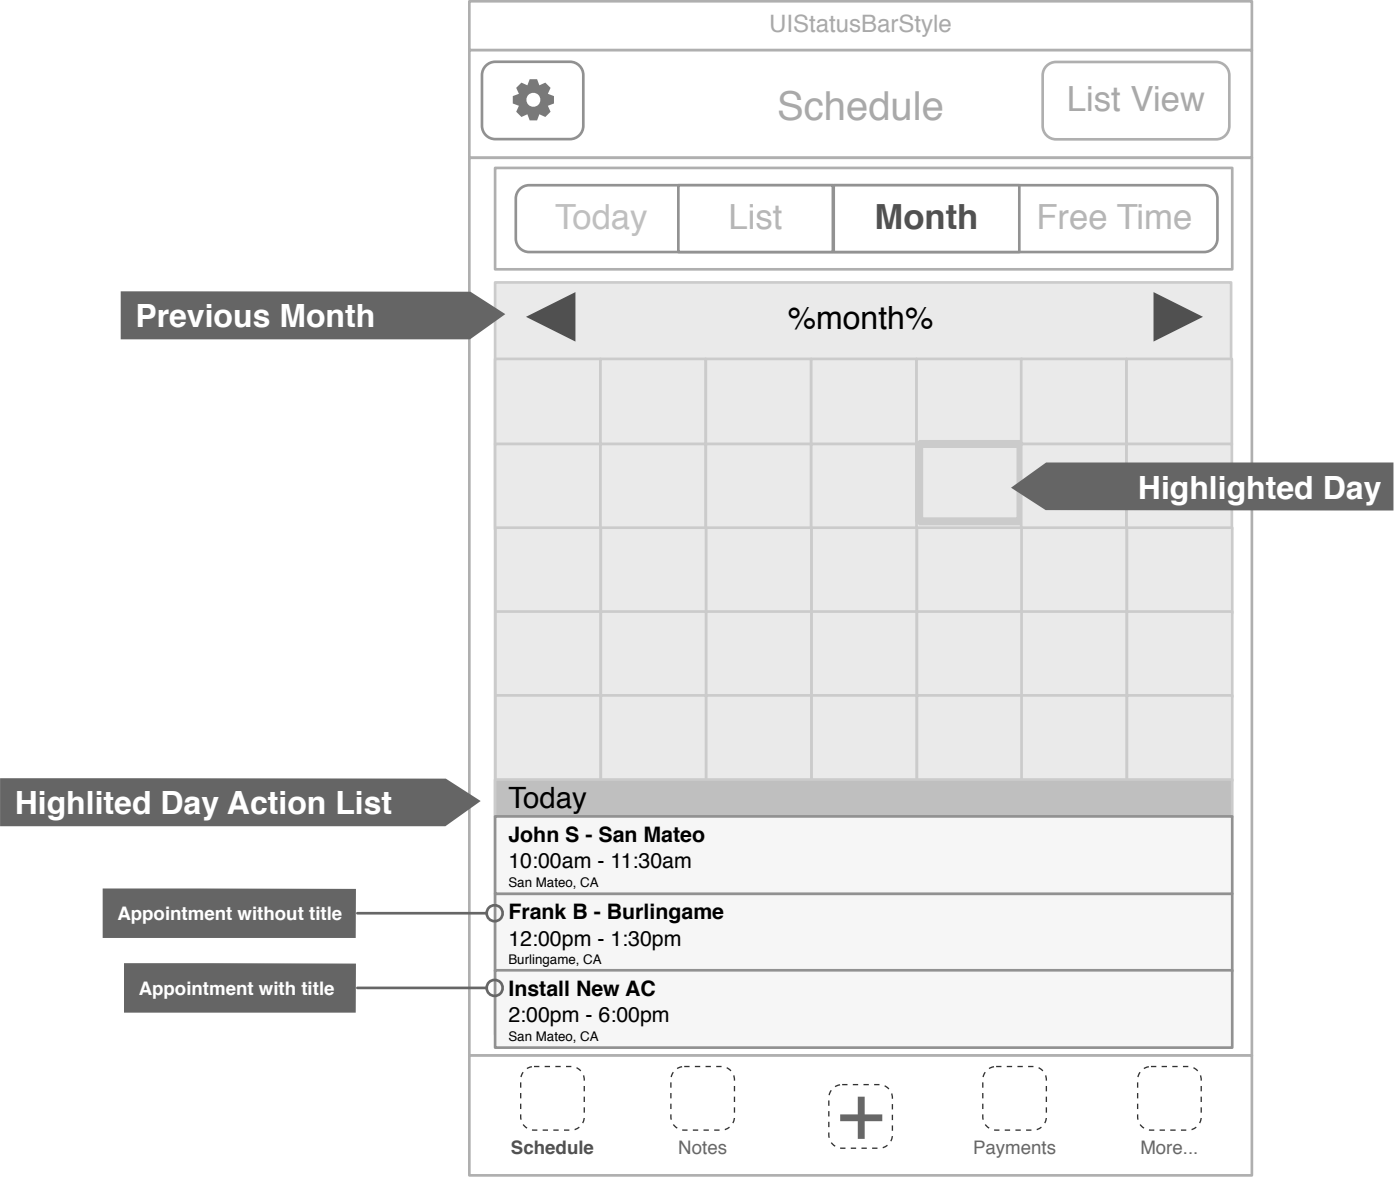 UIStatusBarStyle
Schedule
List View
Today
List
Month
Free Time
Previous Month
%month%
Highlighted Day
Highlited Day Action List
Today
John S - San Mateo
10:00am - 11:30am
San Mateo, CA
Appointment without title
Frank B - Burlingame
12:00pm - 1:30pm
Burlingame, CA
Appointment with title
Install New AC
2:00pm - 6:00pm
San Mateo, CA
Schedule
Notes
Payments
More...